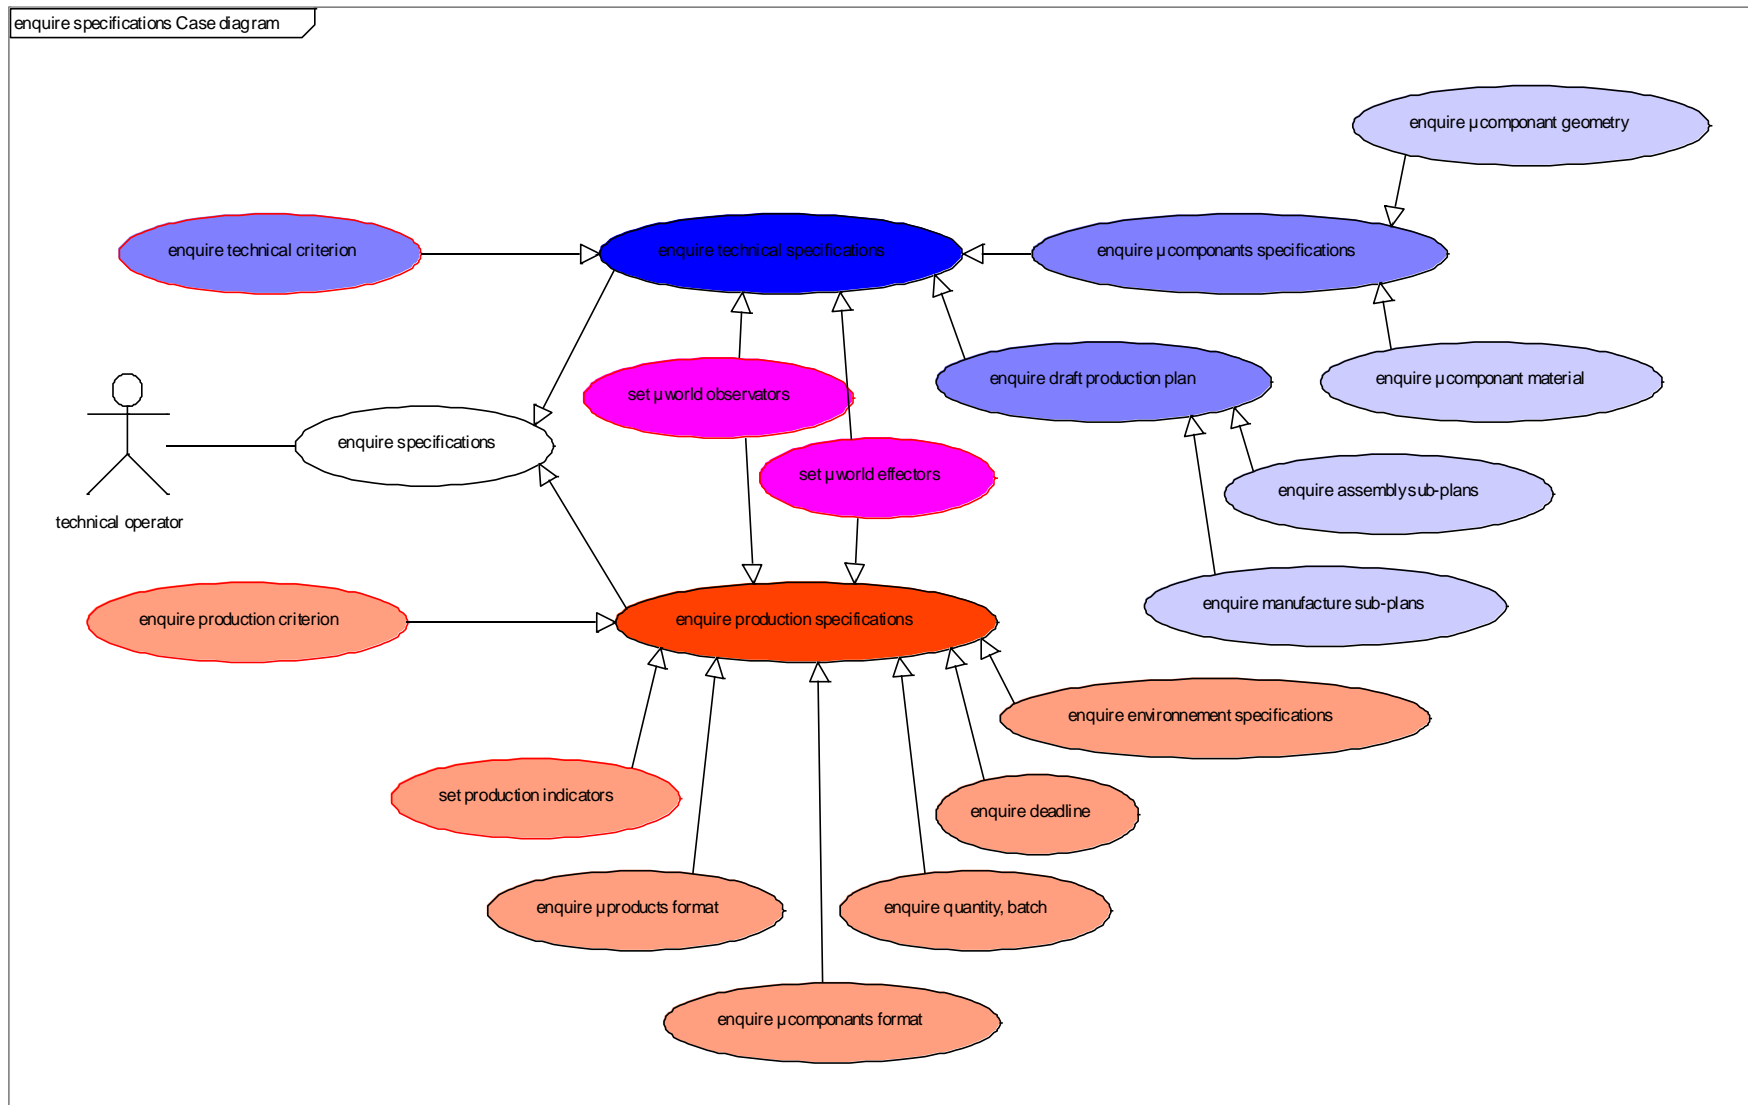 enquire specifications Case diagram
enquire µcomponant geometry
enquire technical criterion
enquire technical specifications
enquire µcomponants specifications
set µworld observators
enquire draft production plan
enquire µcomponant material
enquire specifications
set µworld effectors
enquire assembly sub-plans
technical operator
enquire production criterion
enquire production specifications
enquire manufacture sub-plans
enquire environnement specifications
set production indicators
enquire deadline
enquire µproducts format
enquire quantity, batch
enquire µcomponants format